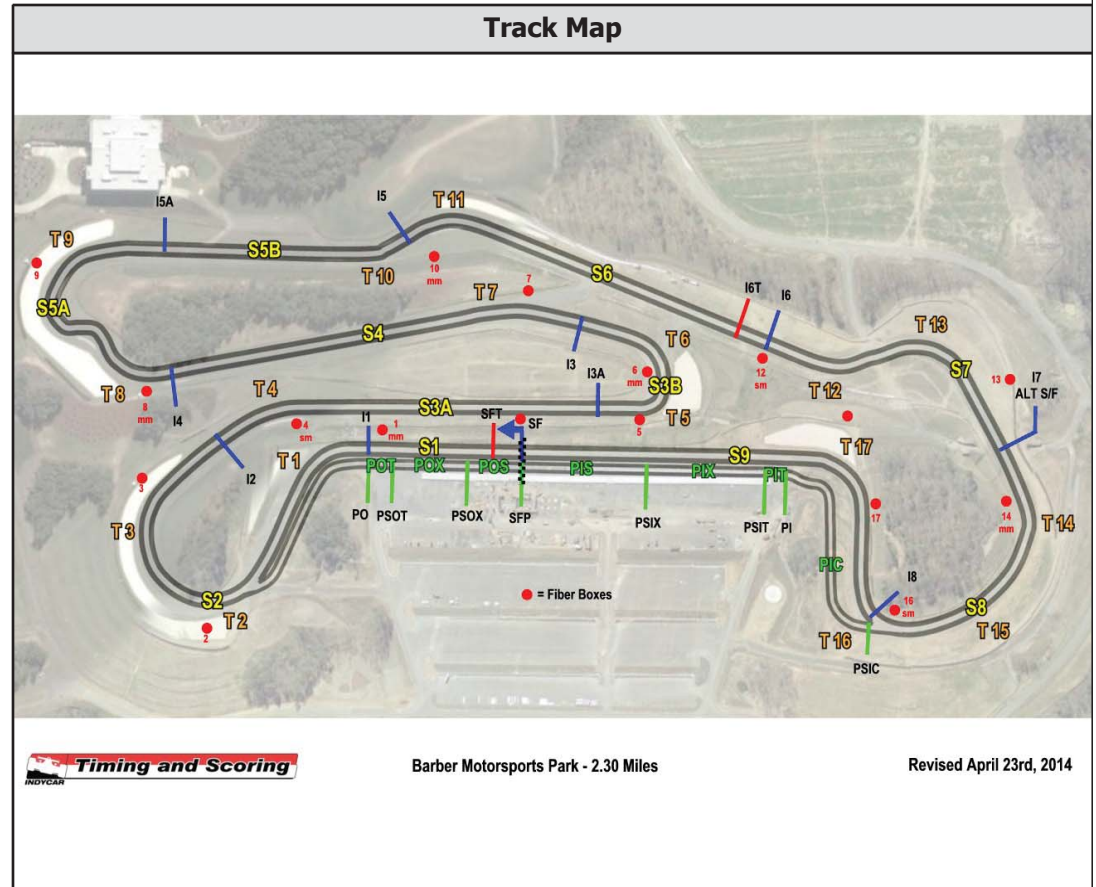 Track Map
I5A
I5
T 11
T 9
S5B
T 10
10
mm
9
S5A
T 7
7
S6
I6T
I6
T 13
S4
I3
T 6
6
mm
S3B
I3A
12
sm
T 12
S7
13
I7
ALT S/F
T 8
8
mm
I4
T 4
4
sm
I1
1
mm
S3A
SFT
SF
5
T 5
T 17
T 1
I2
3
S1
S9
POT
POX
POS
PIS
PIX
PIT
PO
PSOT
PSOX
SFP
PSIX
PSIT
PI
17
14
mm
T 14
T 3
S2
T 2
2
= Fiber Boxes
PIC
I8
16
sm
S8
T 15
T 16
PSIC
INDYCAR
Timing and Scoring
Barber Motorsports Park - 2.30 Miles
Revised April 23rd, 2014